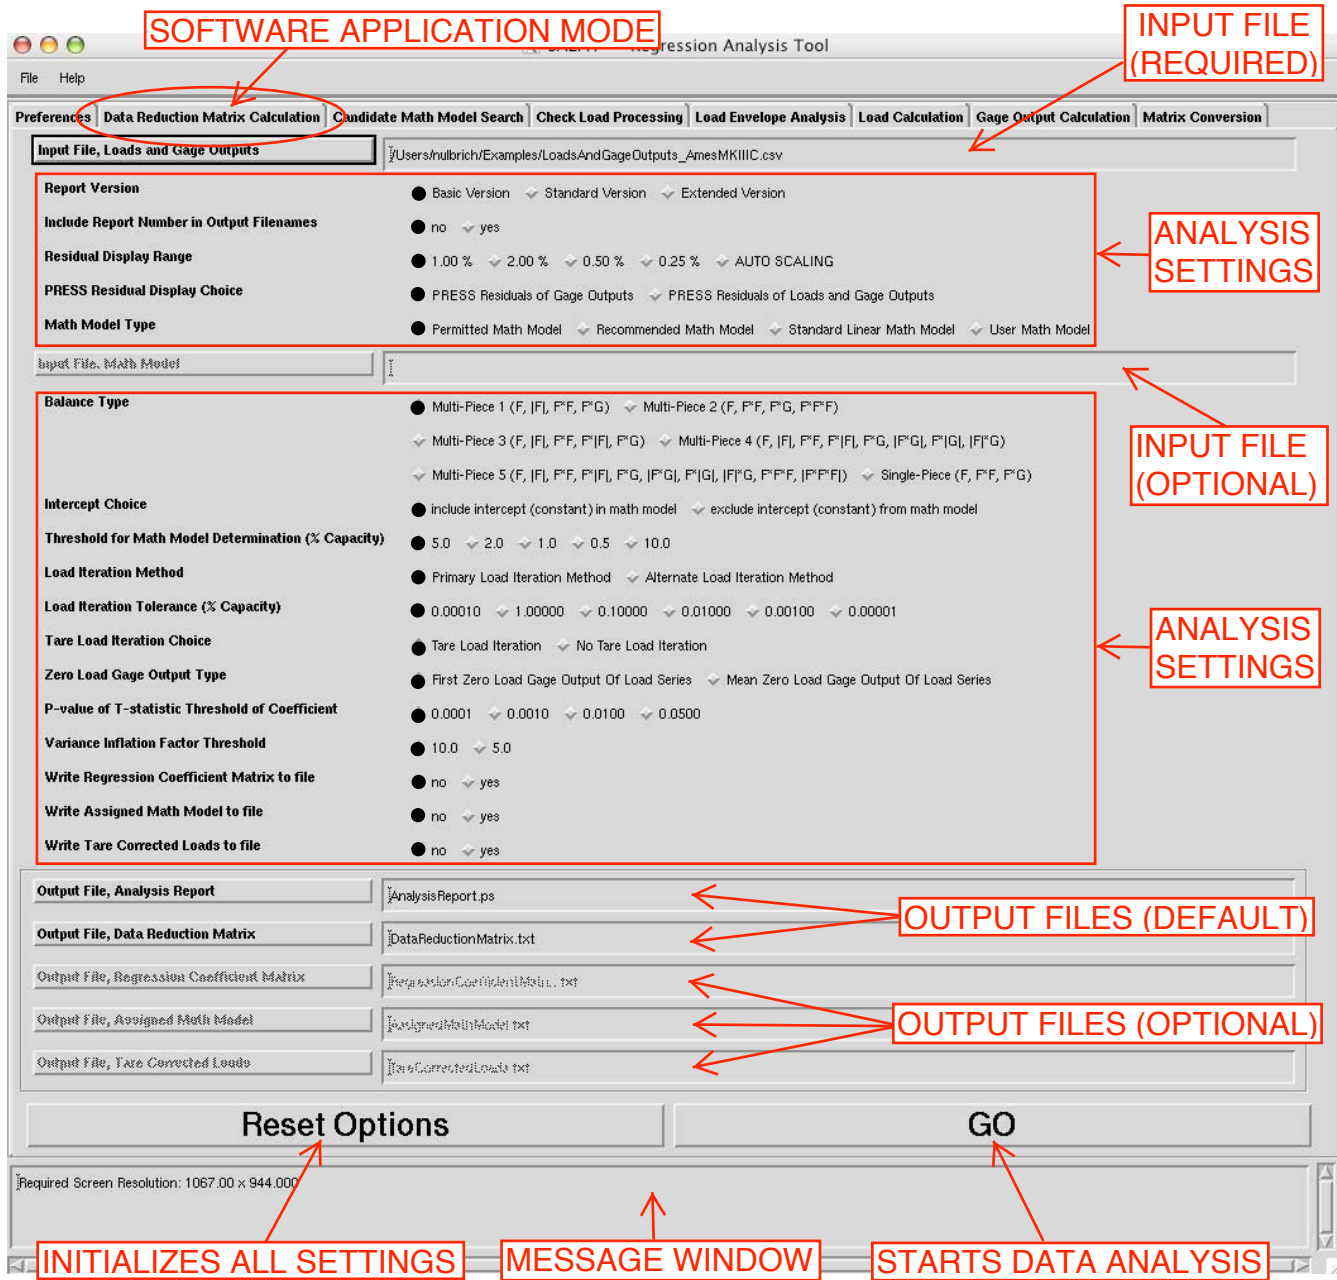 SOFTWARE APPLICATION MODE
INPUT FILE
(REQUIRED)
Regression Analysis Tool
File Help
Preferences Data Reduction Matrix Calculation Candidate Math Model Search Check Load Processing Load Envelope Analysis Load Calculation Gage Output Calculation Matrix Conversion
Input File, Loads and Gage Outputs /Users/nulbrich/Examples/LoadsAndGageOutputs_AmesMKIIIC.csv
Report Version Basic Version Standard Version Extended Version
Include Report Number in Output Filenames no yes
Residual Display Range 1.00 % 2.00 % 0.50 % 0.25 % AUTO SCALING
PRESS Residual Display Choice PRESS Residuals of Gage Outputs PRESS Residuals of Loads and Gage Outputs
Math Model Type Permitted Math Model Recommended Math Model Standard Linear Math Model User Math Model
ANALYSIS
SETTINGS
Input File, Math Model
INPUT FILE
(OPTIONAL)
Balance Type Multi-Piece 1 (F, |F|, F*F, F*G) Multi-Piece 2 (F, F*F, F*G, F*F*F)
Multi-Piece 3 (F, |F|, F*F, F*|F|, F*G) Multi-Piece 4 (F, |F|, F*F, F*|F|, F*G, |F*G|, F*|G|, |F|*G)
Multi-Piece 5 (F, |F|, F*F, F*|F|, F*G, |F*G|, F*|G|, |F|*G, F*F*F, |F*F*F|) Single-Piece (F, F*F, F*G)
Intercept Choice include intercept (constant) in math model exclude intercept (constant) from math model
Threshold for Math Model Determination (% Capacity) 5.0 2.0 1.0 0.5 10.0
Load Iteration Method Primary Load Iteration Method Alternate Load Iteration Method
Load Iteration Tolerance (% Capacity) 0.00010 1.00000 0.10000 0.01000 0.00100 0.00001
Tare Load Iteration Choice Tare Load Iteration No Tare Load Iteration
Zero Load Gage Output Type First Zero Load Gage Output Of Load Series Mean Zero Load Gage Output Of Load Series
P-value of T-statistic Threshold of Coefficient 0.0001 0.0010 0.0100 0.0500
Variance Inflation Factor Threshold 10.0 5.0
Write Regression Coefficient Matrix to file no yes
Write Assigned Math Model to file no yes
Write Tare Corrected Loads to file no yes
ANALYSIS
SETTINGS
Output File, Analysis Report AnalysisReport.ps
Output File, Data Reduction Matrix DataReductionMatrix.txt
OUTPUT FILES (DEFAULT)
Output File, Regression Coefficient Matrix RegressionCoefficientMatri...txt
Output File, Assigned Math Model AssignedMathModel.txt
Output File, Tare Corrected Loads TareCorrectedLoads.txt
OUTPUT FILES (OPTIONAL)
Reset Options GO
Required Screen Resolution: 1067.00 x 944.000
INITIALIZES ALL SETTINGS MESSAGE WINDOW STARTS DATA ANALYSIS